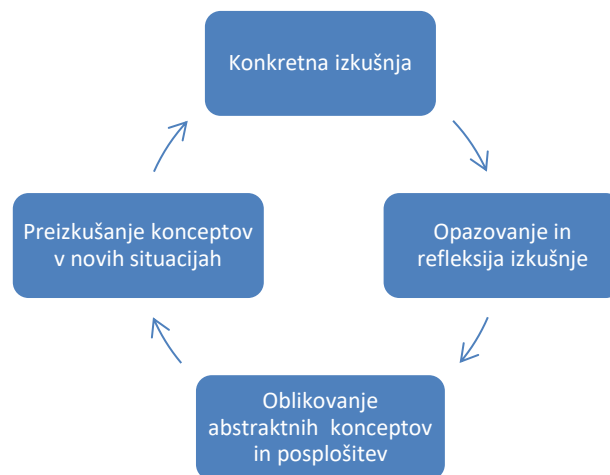 Konkretna izkušnja
Opazovanje in
refleksija izkušnje
Oblikovanje
abstraktnih konceptov
in posplošitev
Preizkušanje konceptov
v novih situacijah